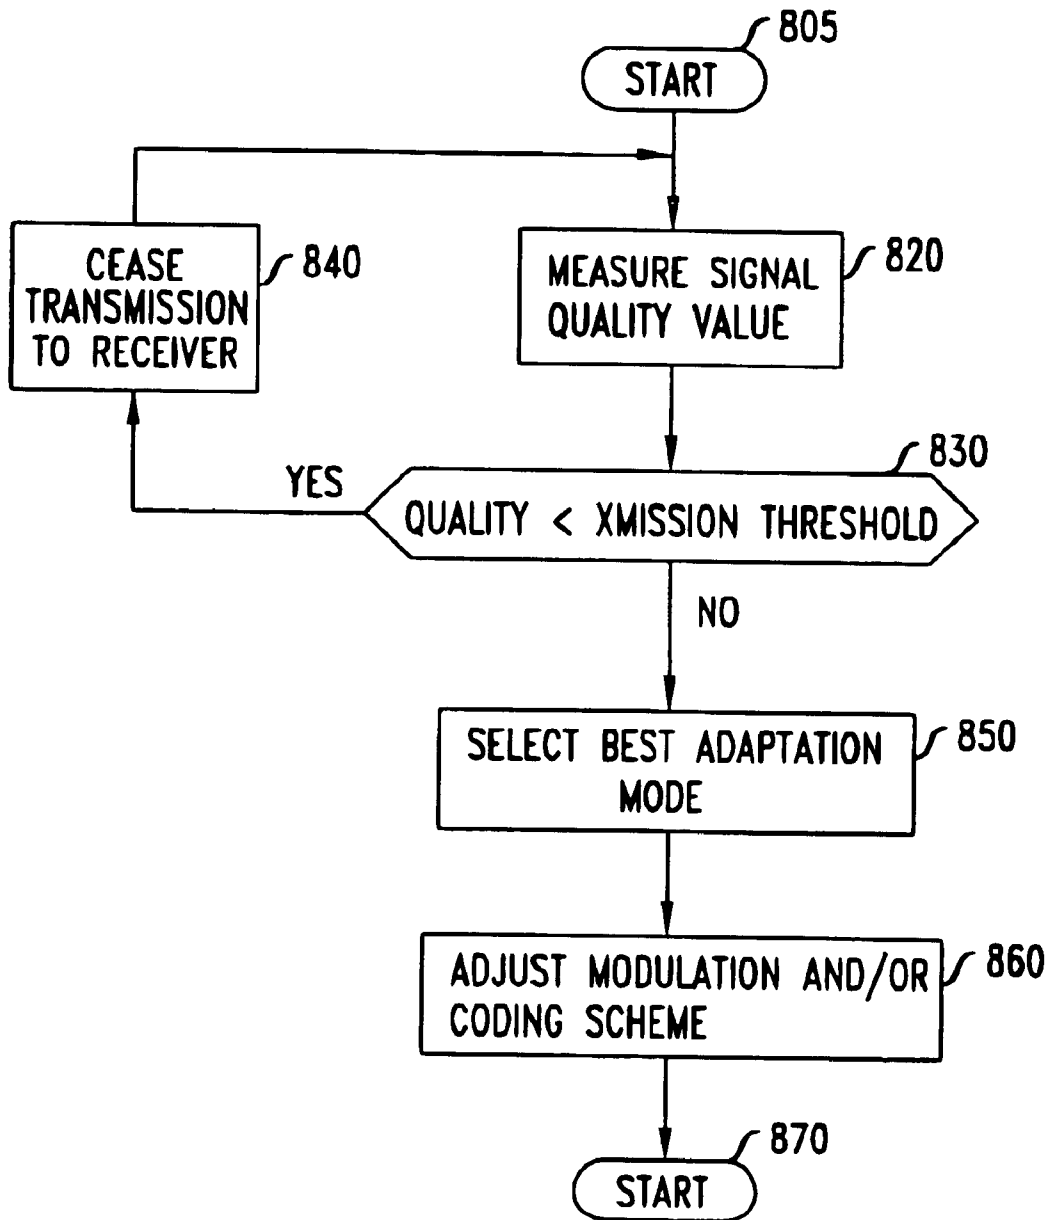 805
START
CEASE
TRANSMISSION
TO RECEIVER
840
MEASURE SIGNAL
QUALITY VALUE
820
830
YES
QUALITY < XMISSION THRESHOLD
NO
SELECT BEST ADAPTATION
MODE
850
ADJUST MODULATION AND/OR
CODING SCHEME
860
870
START